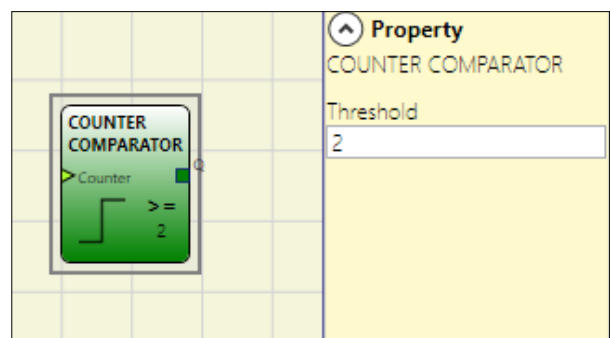 COUNTER
COMPARATOR
Counter
Q
>=
2
Property
COUNTER COMPARATOR
Threshold
2